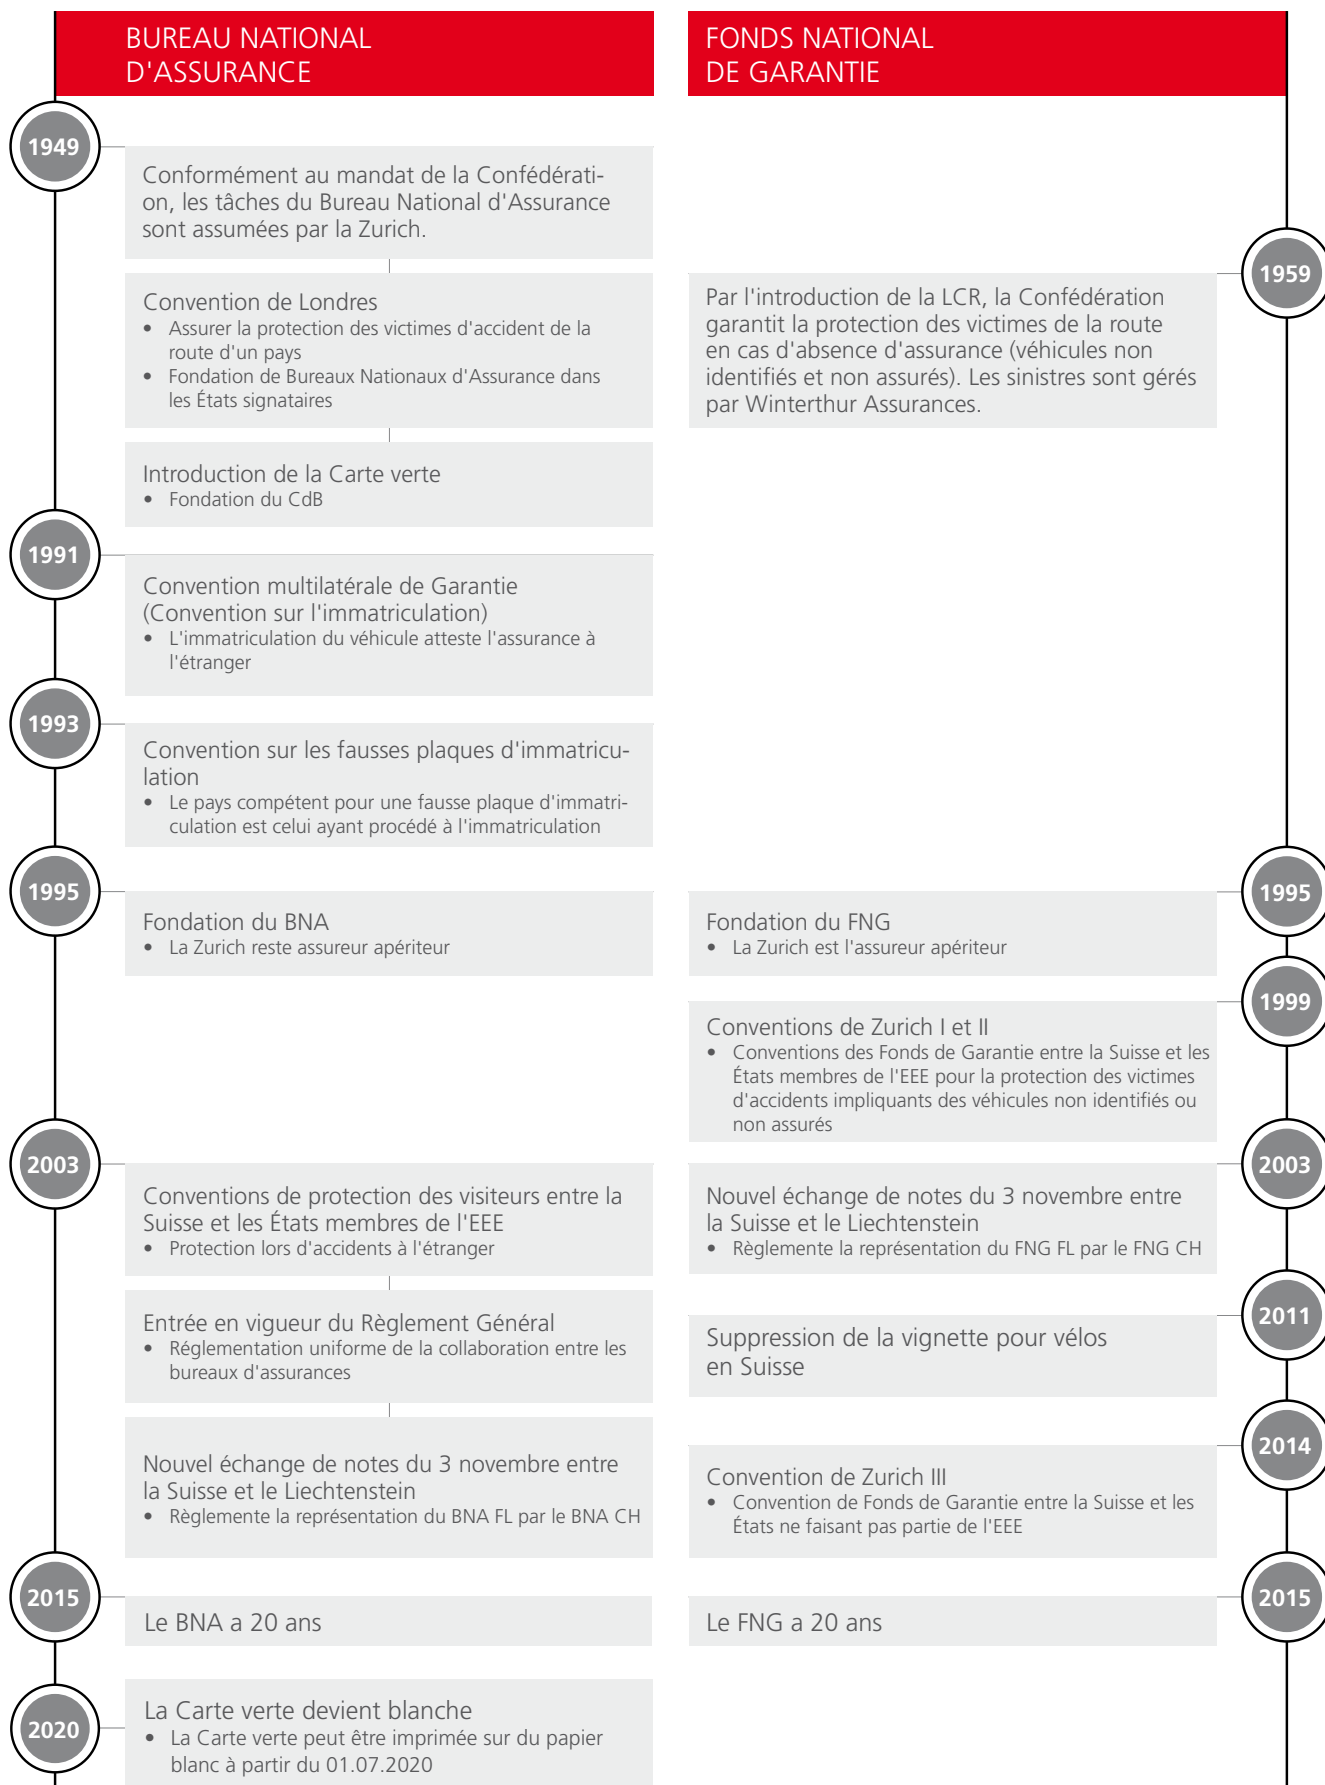 BUREAU NATIONAL
D'ASSURANCE
1949
Conformément au mandat de la Confédérati-
on, les tâches du Bureau National d'Assurance
sont assumées par la Zurich.
Convention de Londres
• Assurer la protection des victimes d'accident de la
route d'un pays
• Fondation de Bureaux Nationaux d'Assurance dans
les États signataires
Introduction de la Carte verte
• Fondation du CdB
1991
Convention multilatérale de Garantie
(Convention sur l'immatriculation)
• L'immatriculation du véhicule atteste l'assurance à
l'étranger
1993
Convention sur les fausses plaques d'immatricu-
lation
• Le pays compétent pour une fausse plaque d'immatri-
culation est celui ayant procédé à l'immatriculation
1995
Fondation du BNA
• La Zurich reste assureur apériteur
2003
Conventions de protection des visiteurs entre la
Suisse et les États membres de l'EEE
• Protection lors d'accidents à l'étranger
Entrée en vigueur du Règlement Général
• Réglementation uniforme de la collaboration entre les
bureaux d'assurances
Nouvel échange de notes du 3 novembre entre
la Suisse et le Liechtenstein
• Règlemente la représentation du BNA FL par le BNA CH
2015
Le BNA a 20 ans
2020
La Carte verte devient blanche
• La Carte verte peut être imprimée sur du papier
blanc à partir du 01.07.2020
FONDS NATIONAL
DE GARANTIE
1959
Par l'introduction de la LCR, la Confédération
garantit la protection des victimes de la route
en cas d'absence d'assurance (véhicules non
identifiés et non assurés). Les sinistres sont gérés
par Winterthur Assurances.
1995
Fondation du FNG
• La Zurich est l'assureur apériteur
1999
Conventions de Zurich I et II
• Conventions des Fonds de Garantie entre la Suisse et les
États membres de l'EEE pour la protection des victimes
d'accidents impliquants des véhicules non identifiés ou
non assurés
2003
Nouvel échange de notes du 3 novembre entre
la Suisse et le Liechtenstein
• Règlemente la représentation du FNG FL par le FNG CH
2011
Suppression de la vignette pour vélos
en Suisse
2014
Convention de Zurich III
• Convention de Fonds de Garantie entre la Suisse et les
États ne faisant pas partie de l'EEE
2015
Le FNG a 20 ans